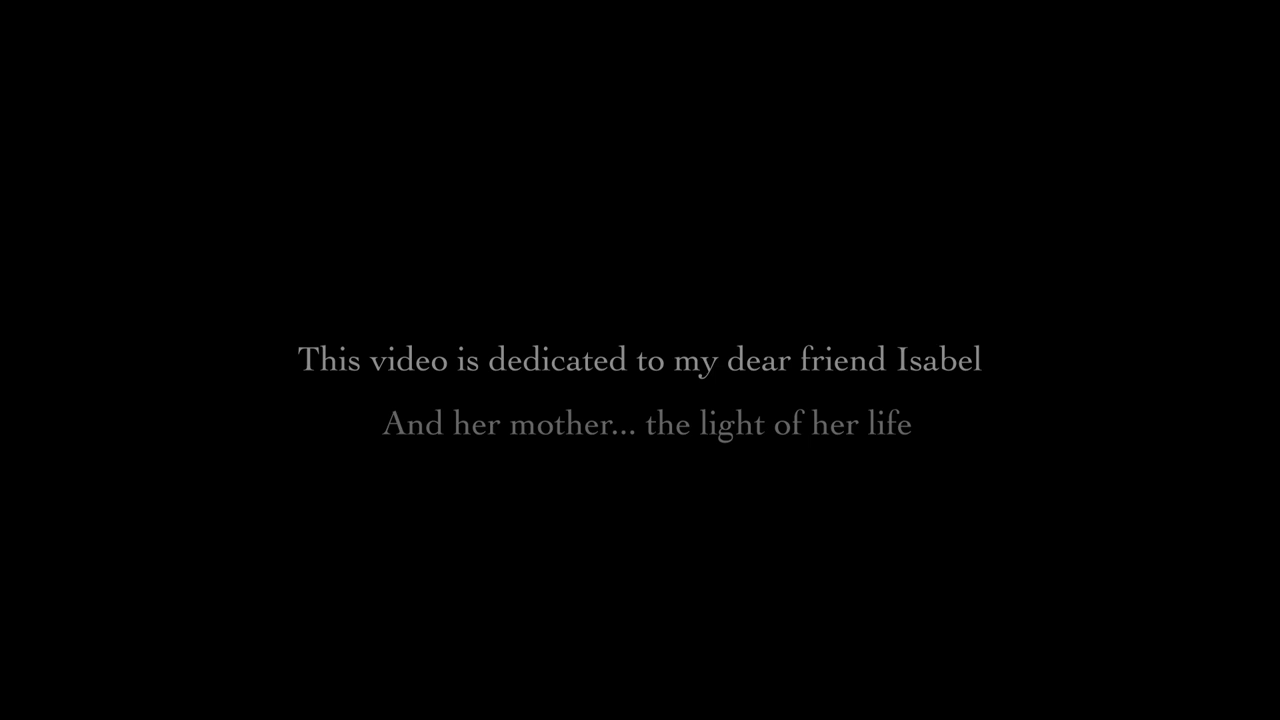 This video is dedicated to my dear friend Isabel
And her mother... the light of her life